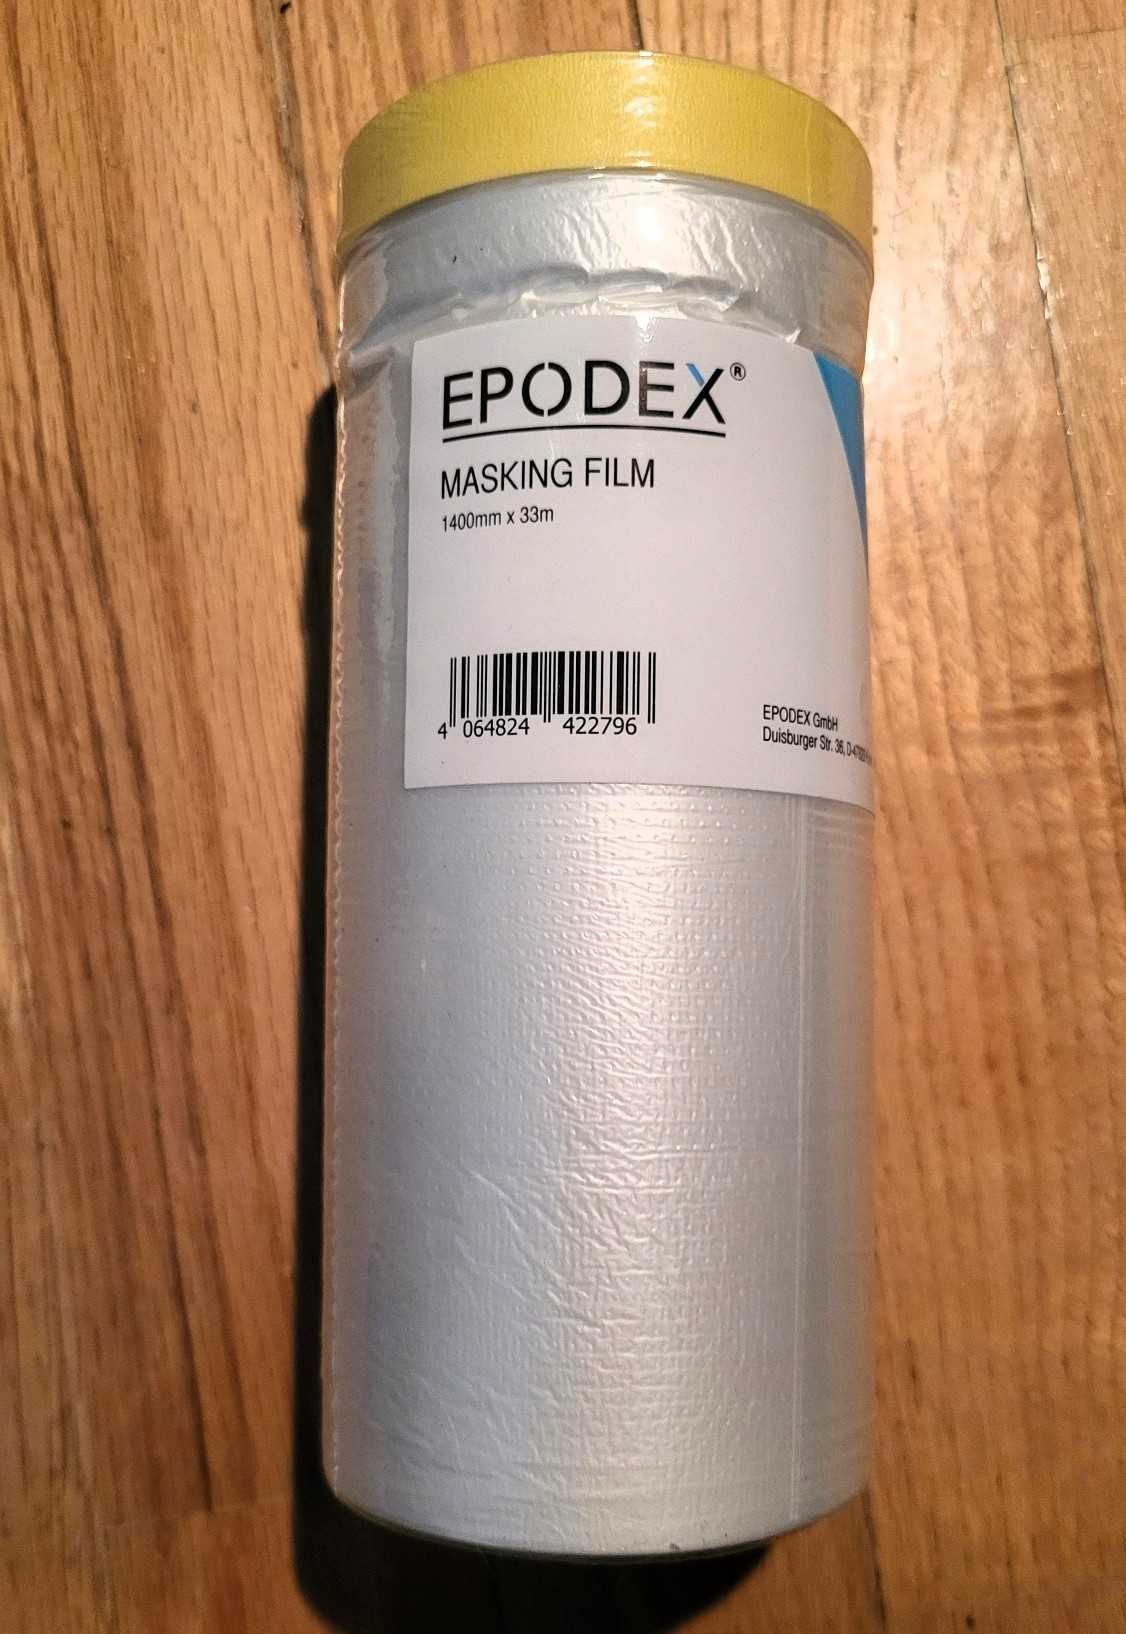 EPODEX®
MASKING FILM
1400mm x 33m
4 064824 422796
EPODEX GmbH
Duisburger Str. 36,